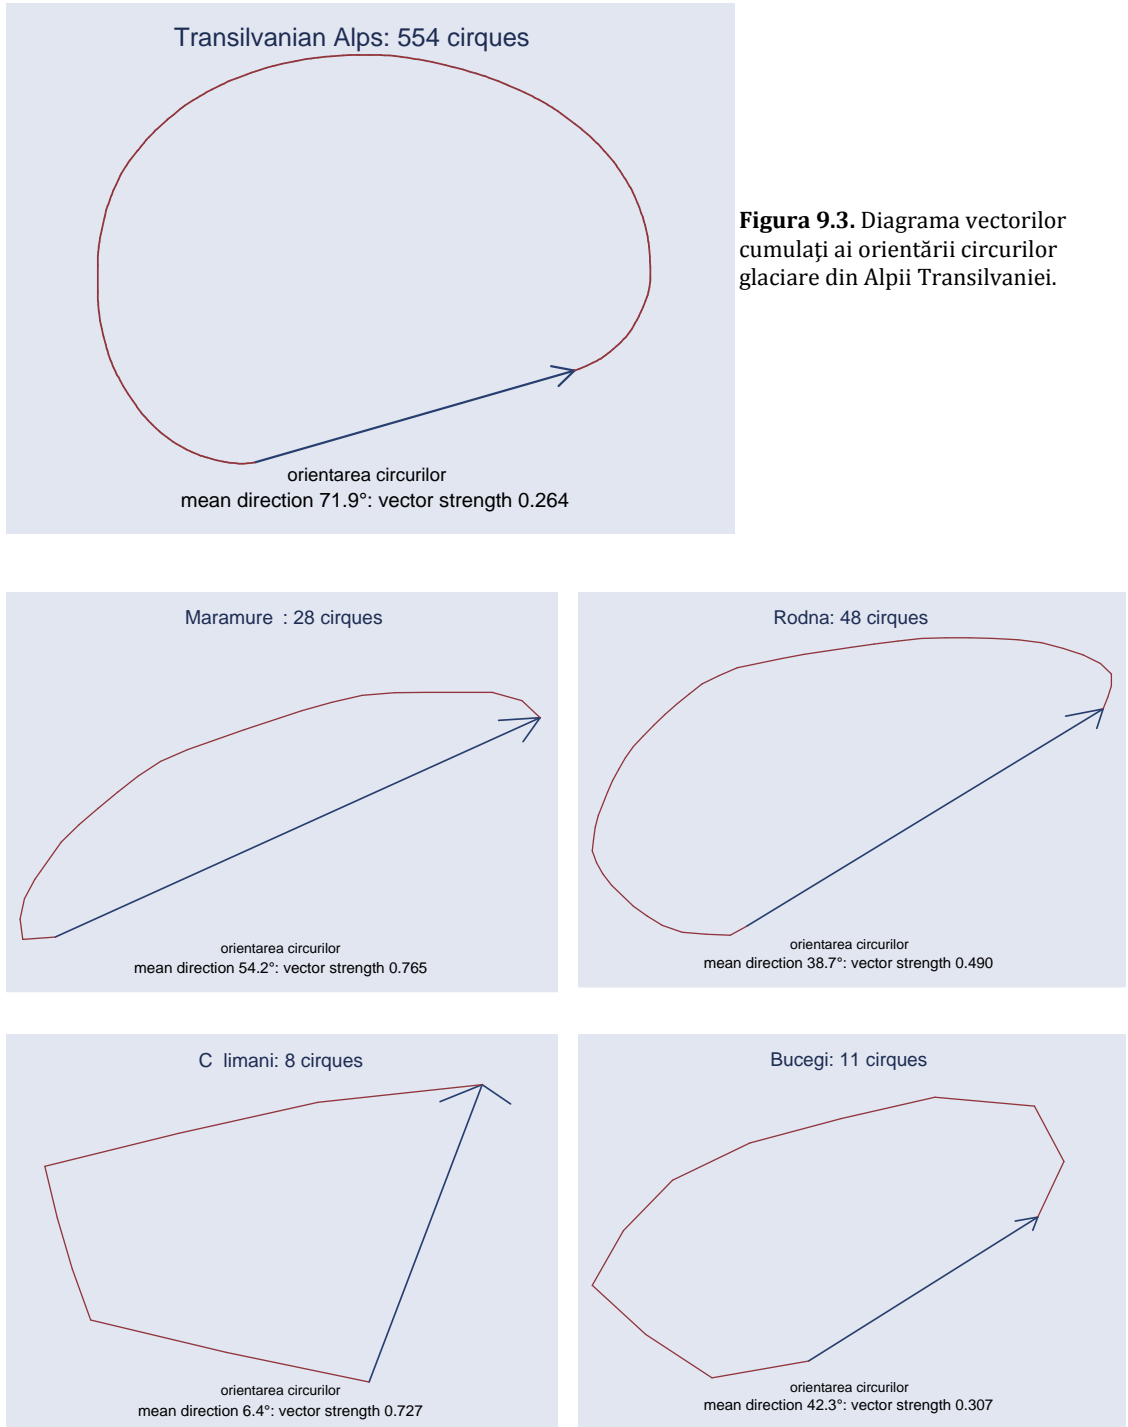 Transilvanian Alps: 554 cirques
orientarea circurilor
mean direction 71.9°: vector strength 0.264
Figura 9.3. Diagrama vectorilor
cumulați ai orientării circurilor
glaciare din Alpii Transilvaniei.
Maramure : 28 cirques
orientarea circurilor
mean direction 54.2°: vector strength 0.765
Rodna: 48 cirques
orientarea circurilor
mean direction 38.7°: vector strength 0.490
C limani: 8 cirques
orientarea circurilor
mean direction 6.4°: vector strength 0.727
Bucegi: 11 cirques
orientarea circurilor
mean direction 42.3°: vector strength 0.307